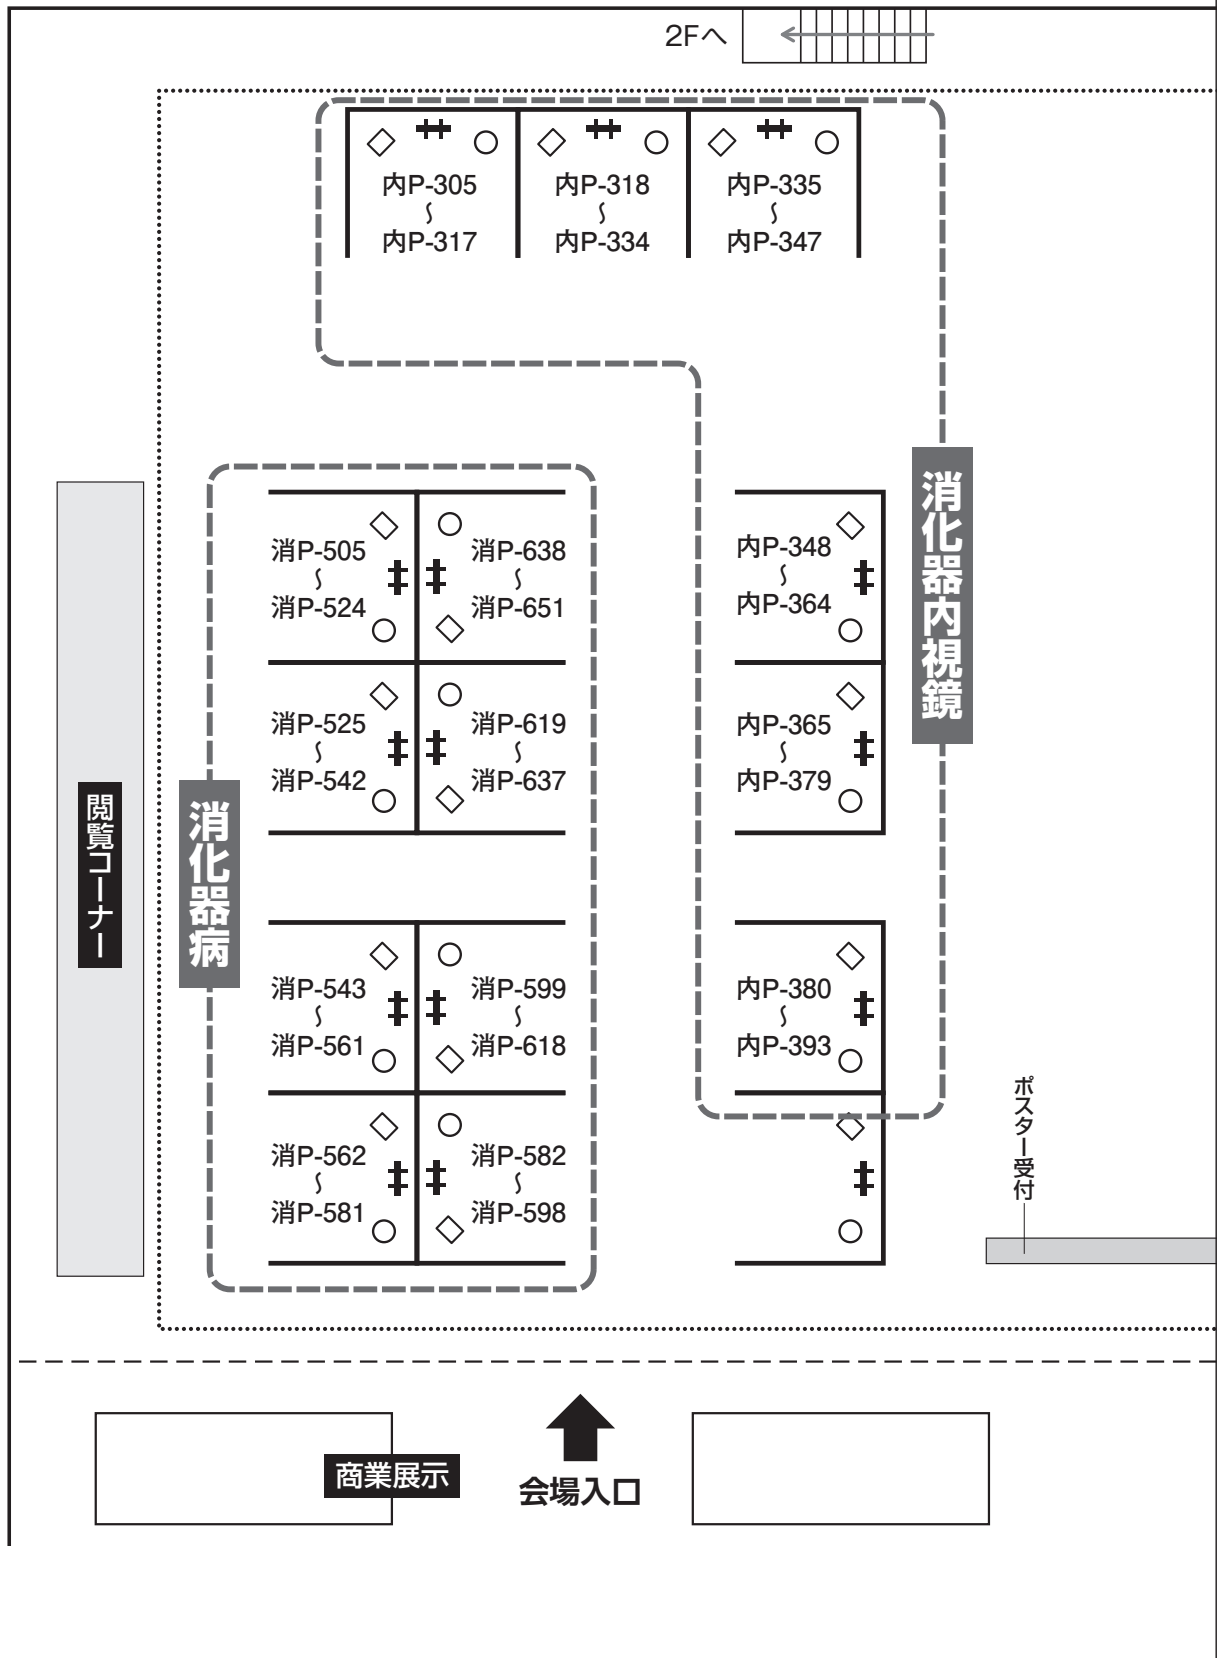 2Fへ
内P-305
〜
内P-317
内P-318
〜
内P-334
内P-335
〜
内P-347
消化器内視鏡
消P-505
〜
消P-524
消P-638
〜
消P-651
内P-348
〜
内P-364
消P-525
〜
消P-542
消P-619
〜
消P-637
内P-365
〜
内P-379
閲覧コーナー
消化器病
消P-543
〜
消P-561
消P-599
〜
消P-618
内P-380
〜
内P-393
消P-562
〜
消P-581
消P-582
〜
消P-598
ポスター受付
商業展示
会場入口